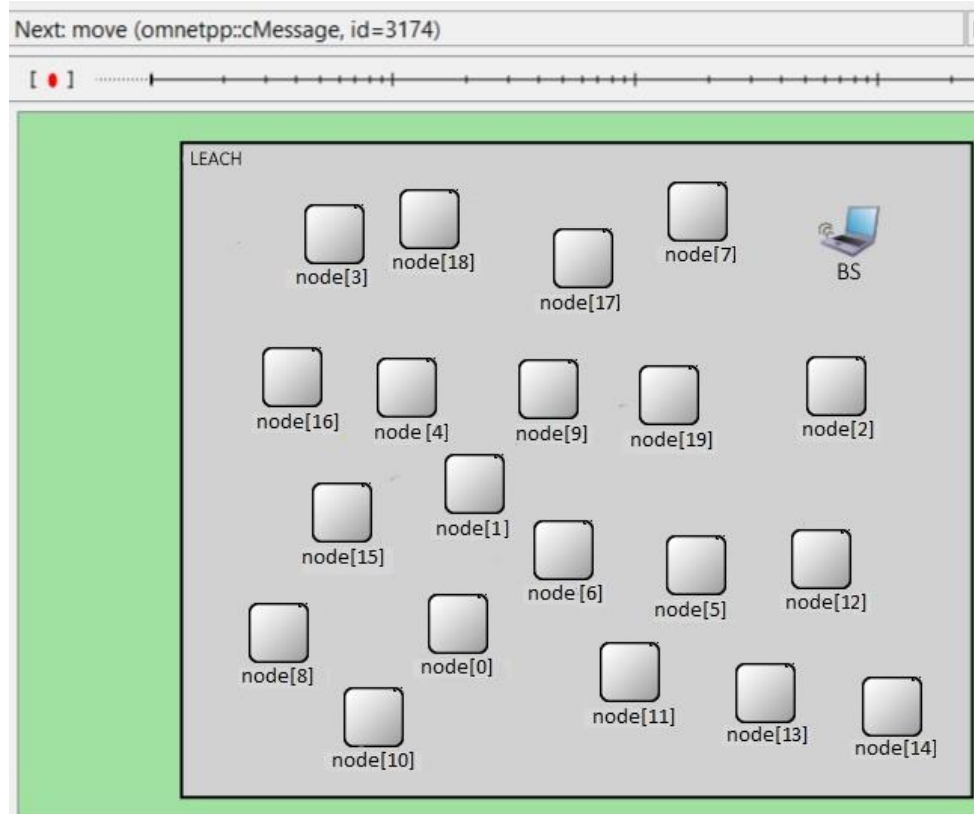 Next: move (omnetpp::cMessage, id=3174)
LEACH
node[3]
node[18]
node[17]
node[7]
BS
node[16]
node [4]
node[9]
node[19]
node[2]
node[15]
node[1]
node [6]
node[5]
node[12]
node[8]
node[0]
node[10]
node[11]
node[13]
node[14]